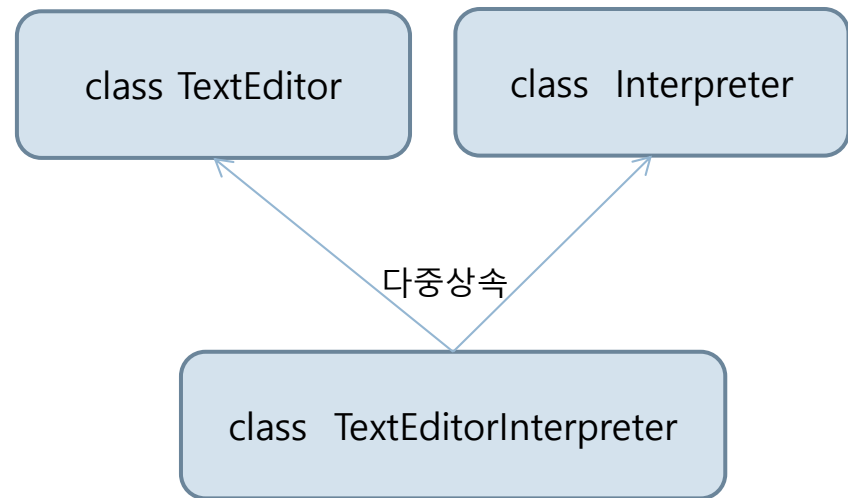 class TextEditor
class Interpreter
다중상속
class TextEditorInterpreter